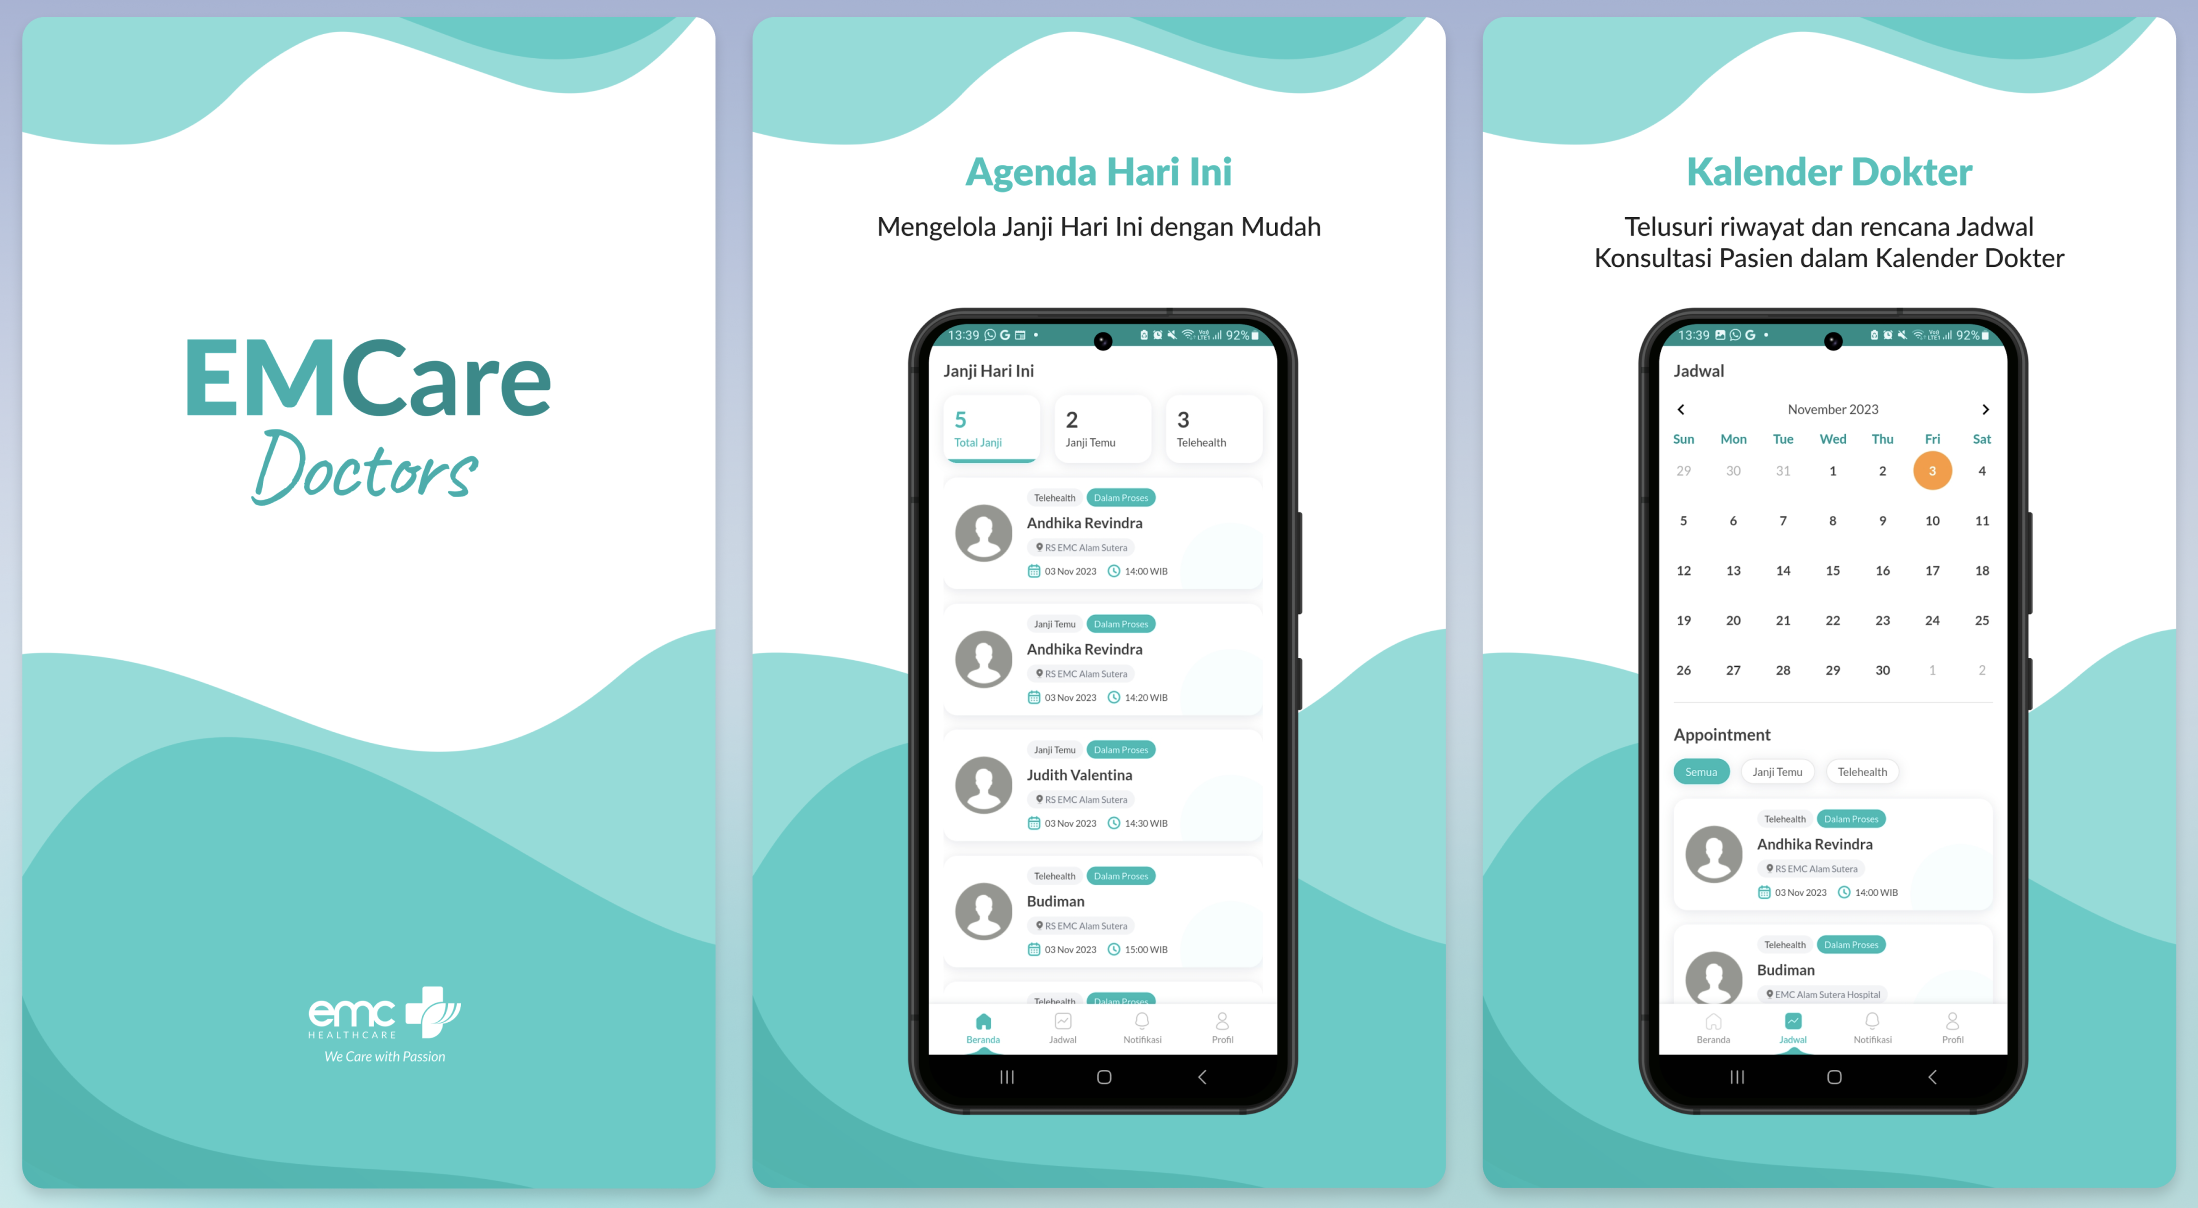 EMCare
Doctors
emc
HEALTHCARE
We Care with Passion
Agenda Hari Ini
Mengelola Janji Hari Ini dengan Mudah
13:39 92%
Janji Hari Ini
5 2 3
Total Janji Janji Temu Telehealth
Telehealth Dalam Proses
Andhika Revindra
RS EMC Alam Sutera
03 Nov 2023 14:00 WIB
Janji Temu Dalam Proses
Andhika Revindra
RS EMC Alam Sutera
03 Nov 2023 14:20 WIB
Janji Temu Dalam Proses
Judith Valentina
RS EMC Alam Sutera
03 Nov 2023 14:30 WIB
Telehealth Dalam Proses
Budiman
RS EMC Alam Sutera
03 Nov 2023 15:00 WIB
Telehealth Dalam Proses
Beranda Jadwal Notifikasi Profil
Kalender Dokter
Telusuri riwayat dan rencana Jadwal
Konsultasi Pasien dalam Kalender Dokter
13:39 92%
Jadwal
November 2023
Sun Mon Tue Wed Thu Fri Sat
29 30 31 1 2 3 4
5 6 7 8 9 10 11
12 13 14 15 16 17 18
19 20 21 22 23 24 25
26 27 28 29 30 1 2
Appointment
Semua Janji Temu Telehealth
Telehealth Dalam Proses
Andhika Revindra
RS EMC Alam Sutera
03 Nov 2023 14:00 WIB
Telehealth Dalam Proses
Budiman
EMC Alam Sutera Hospital
Beranda Jadwal Notifikasi Profil